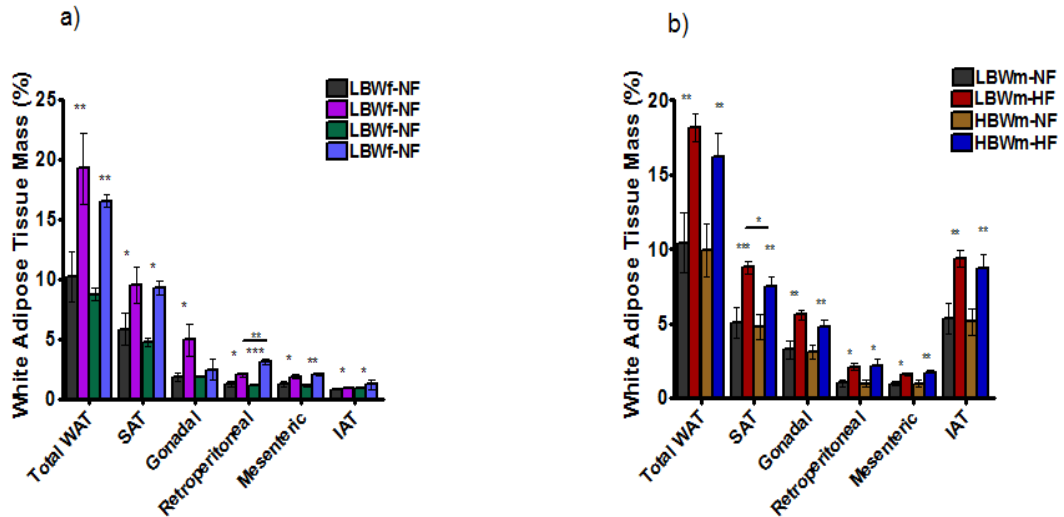 a)
LBWf-NF
LBWf-NF
LBWf-NF
LBWf-NF
White Adipose Tissue Mass (%)
25
20
15
10
5
0
** ** * * * * *** ** * ** * *
Total WAT
SAT
Gonadal
Retroperitoneal
Mesenteric
IAT
b)
LBWm-NF
LBWm-HF
HBWm-NF
HBWm-HF
White Adipose Tissue Mass (%)
20
15
10
5
0
** ** *** * ** ** ** * * * ** ** **
Total WAT
SAT
Gonadal
Retroperitoneal
Mesenteric
IAT